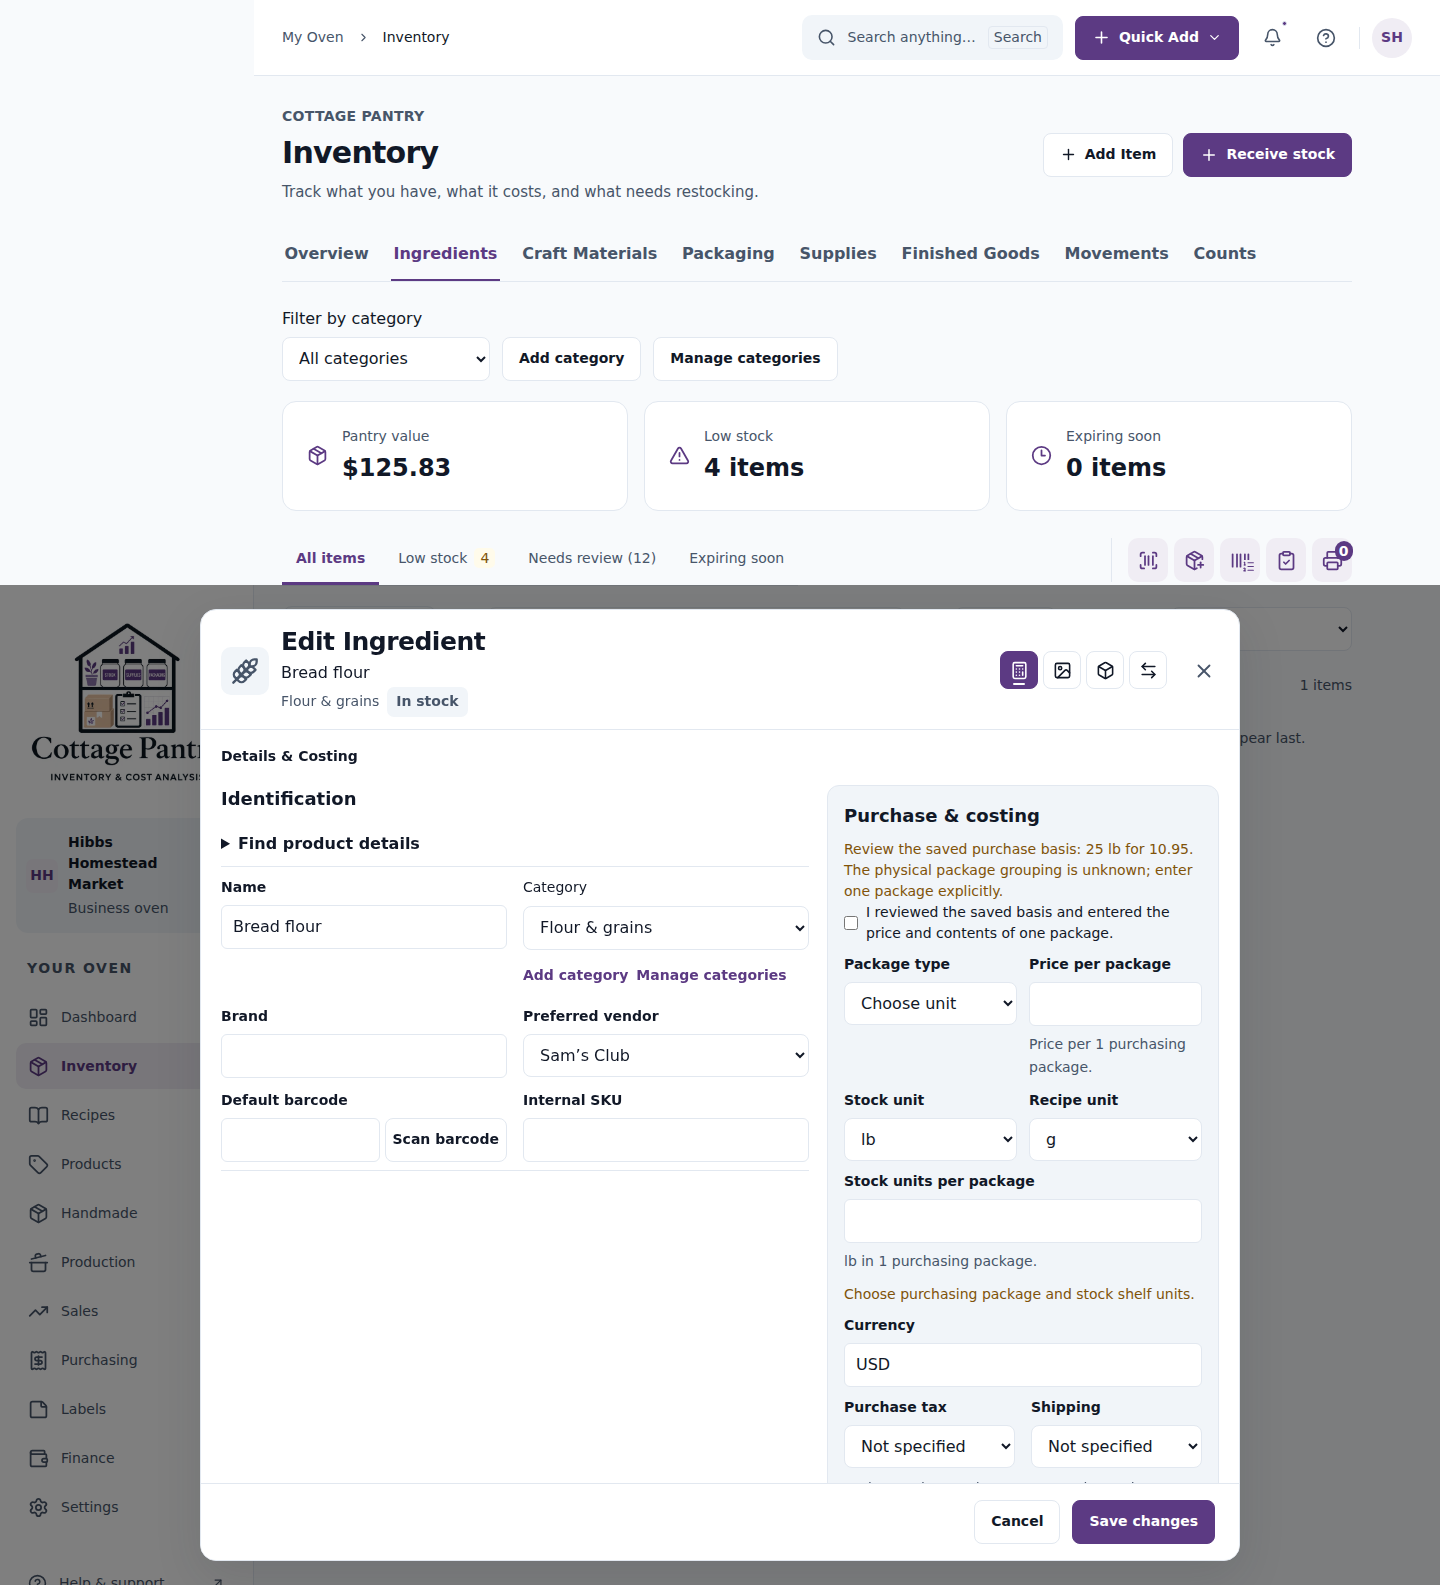 My Oven
Inventory
Search anything...
Search
Quick Add
SH
COTTAGE PANTRY
Inventory
Track what you have, what it costs, and what needs restocking.
Add Item
Receive stock
Overview
Ingredients
Craft Materials
Packaging
Supplies
Finished Goods
Movements
Counts
Filter by category
All categories
Add category
Manage categories
Pantry value
$125.83
Low stock
4 items
Expiring soon
0 items
All items
Low stock 4
Needs review (12)
Expiring soon
0
Cottage
INVENTORY & COST
HH
Hibbs
Homestead
Market
Business oven
YOUR OVEN
Dashboard
Inventory
Recipes
Products
Handmade
Production
Sales
Purchasing
Labels
Finance
Settings
Help & support
1 items
last.
Edit Ingredient
Bread flour
Flour & grains
In stock
Details & Costing
Identification
Find product details
Name
Bread flour
Category
Flour & grains
Add category
Manage categories
Brand
Preferred vendor
Sam’s Club
Default barcode
Scan barcode
Internal SKU
Purchase & costing
Review the saved purchase basis: 25 lb for 10.95.
The physical package grouping is unknown; enter
one package explicitly.
I reviewed the saved basis and entered the
price and contents of one package.
Package type
Choose unit
Price per package
Price per 1 purchasing
package.
Stock unit
lb
Recipe unit
g
Stock units per package
lb in 1 purchasing package.
Choose purchasing package and stock shelf units.
Currency
USD
Purchase tax
Not specified
Shipping
Not specified
Cancel
Save changes